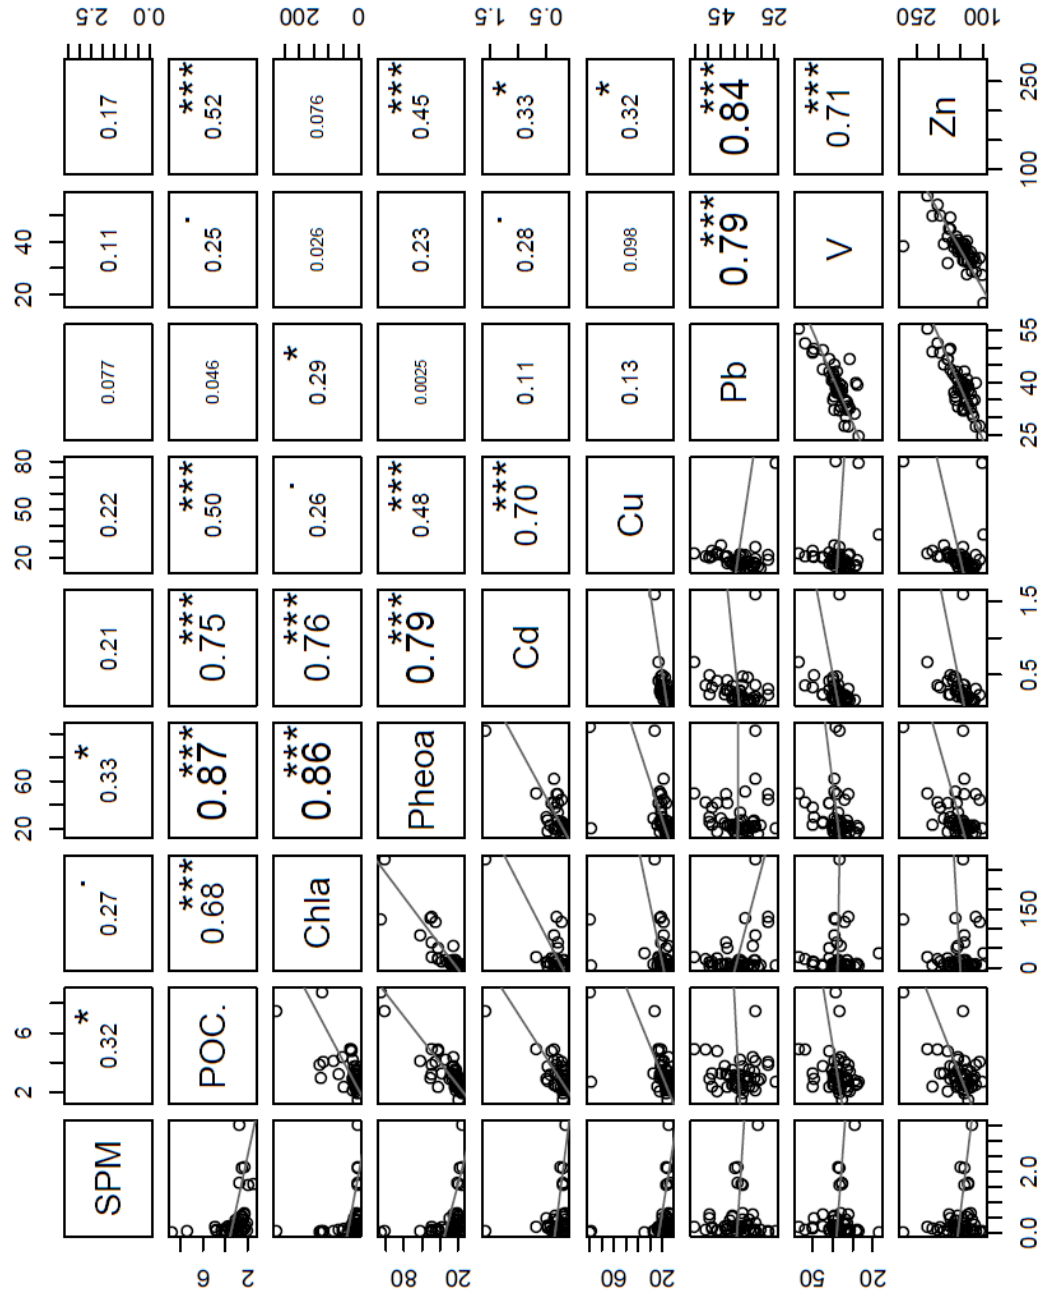 2 6 20 60 20 50 80 20 40
* . *
SPM 0.32 0.27 0.33 0.21 0.22 0.077 0.11 0.17
0.0 2.5
*** *** *** *** . ***
POC. 0.68 0.87 0.75 0.50 0.046 0.25 0.52
2 6
*** *** . *
Chla 0.86 0.76 0.26 0.29 0.026 0.076
0 200
*** *** ***
Pheoa 0.79 0.48 0.0025 0.23 0.45
20 80
*** . *
Cd 0.70 0.11 0.28 0.33
0.5 1.5
*
Cu 0.13 0.098 0.32
20 60
*** ***
Pb 0.79 0.84
25 45
***
V 0.71
20 50
Zn
100 250
0.0 2.0 0 150 0.5 1.5 25 40 55 100 250